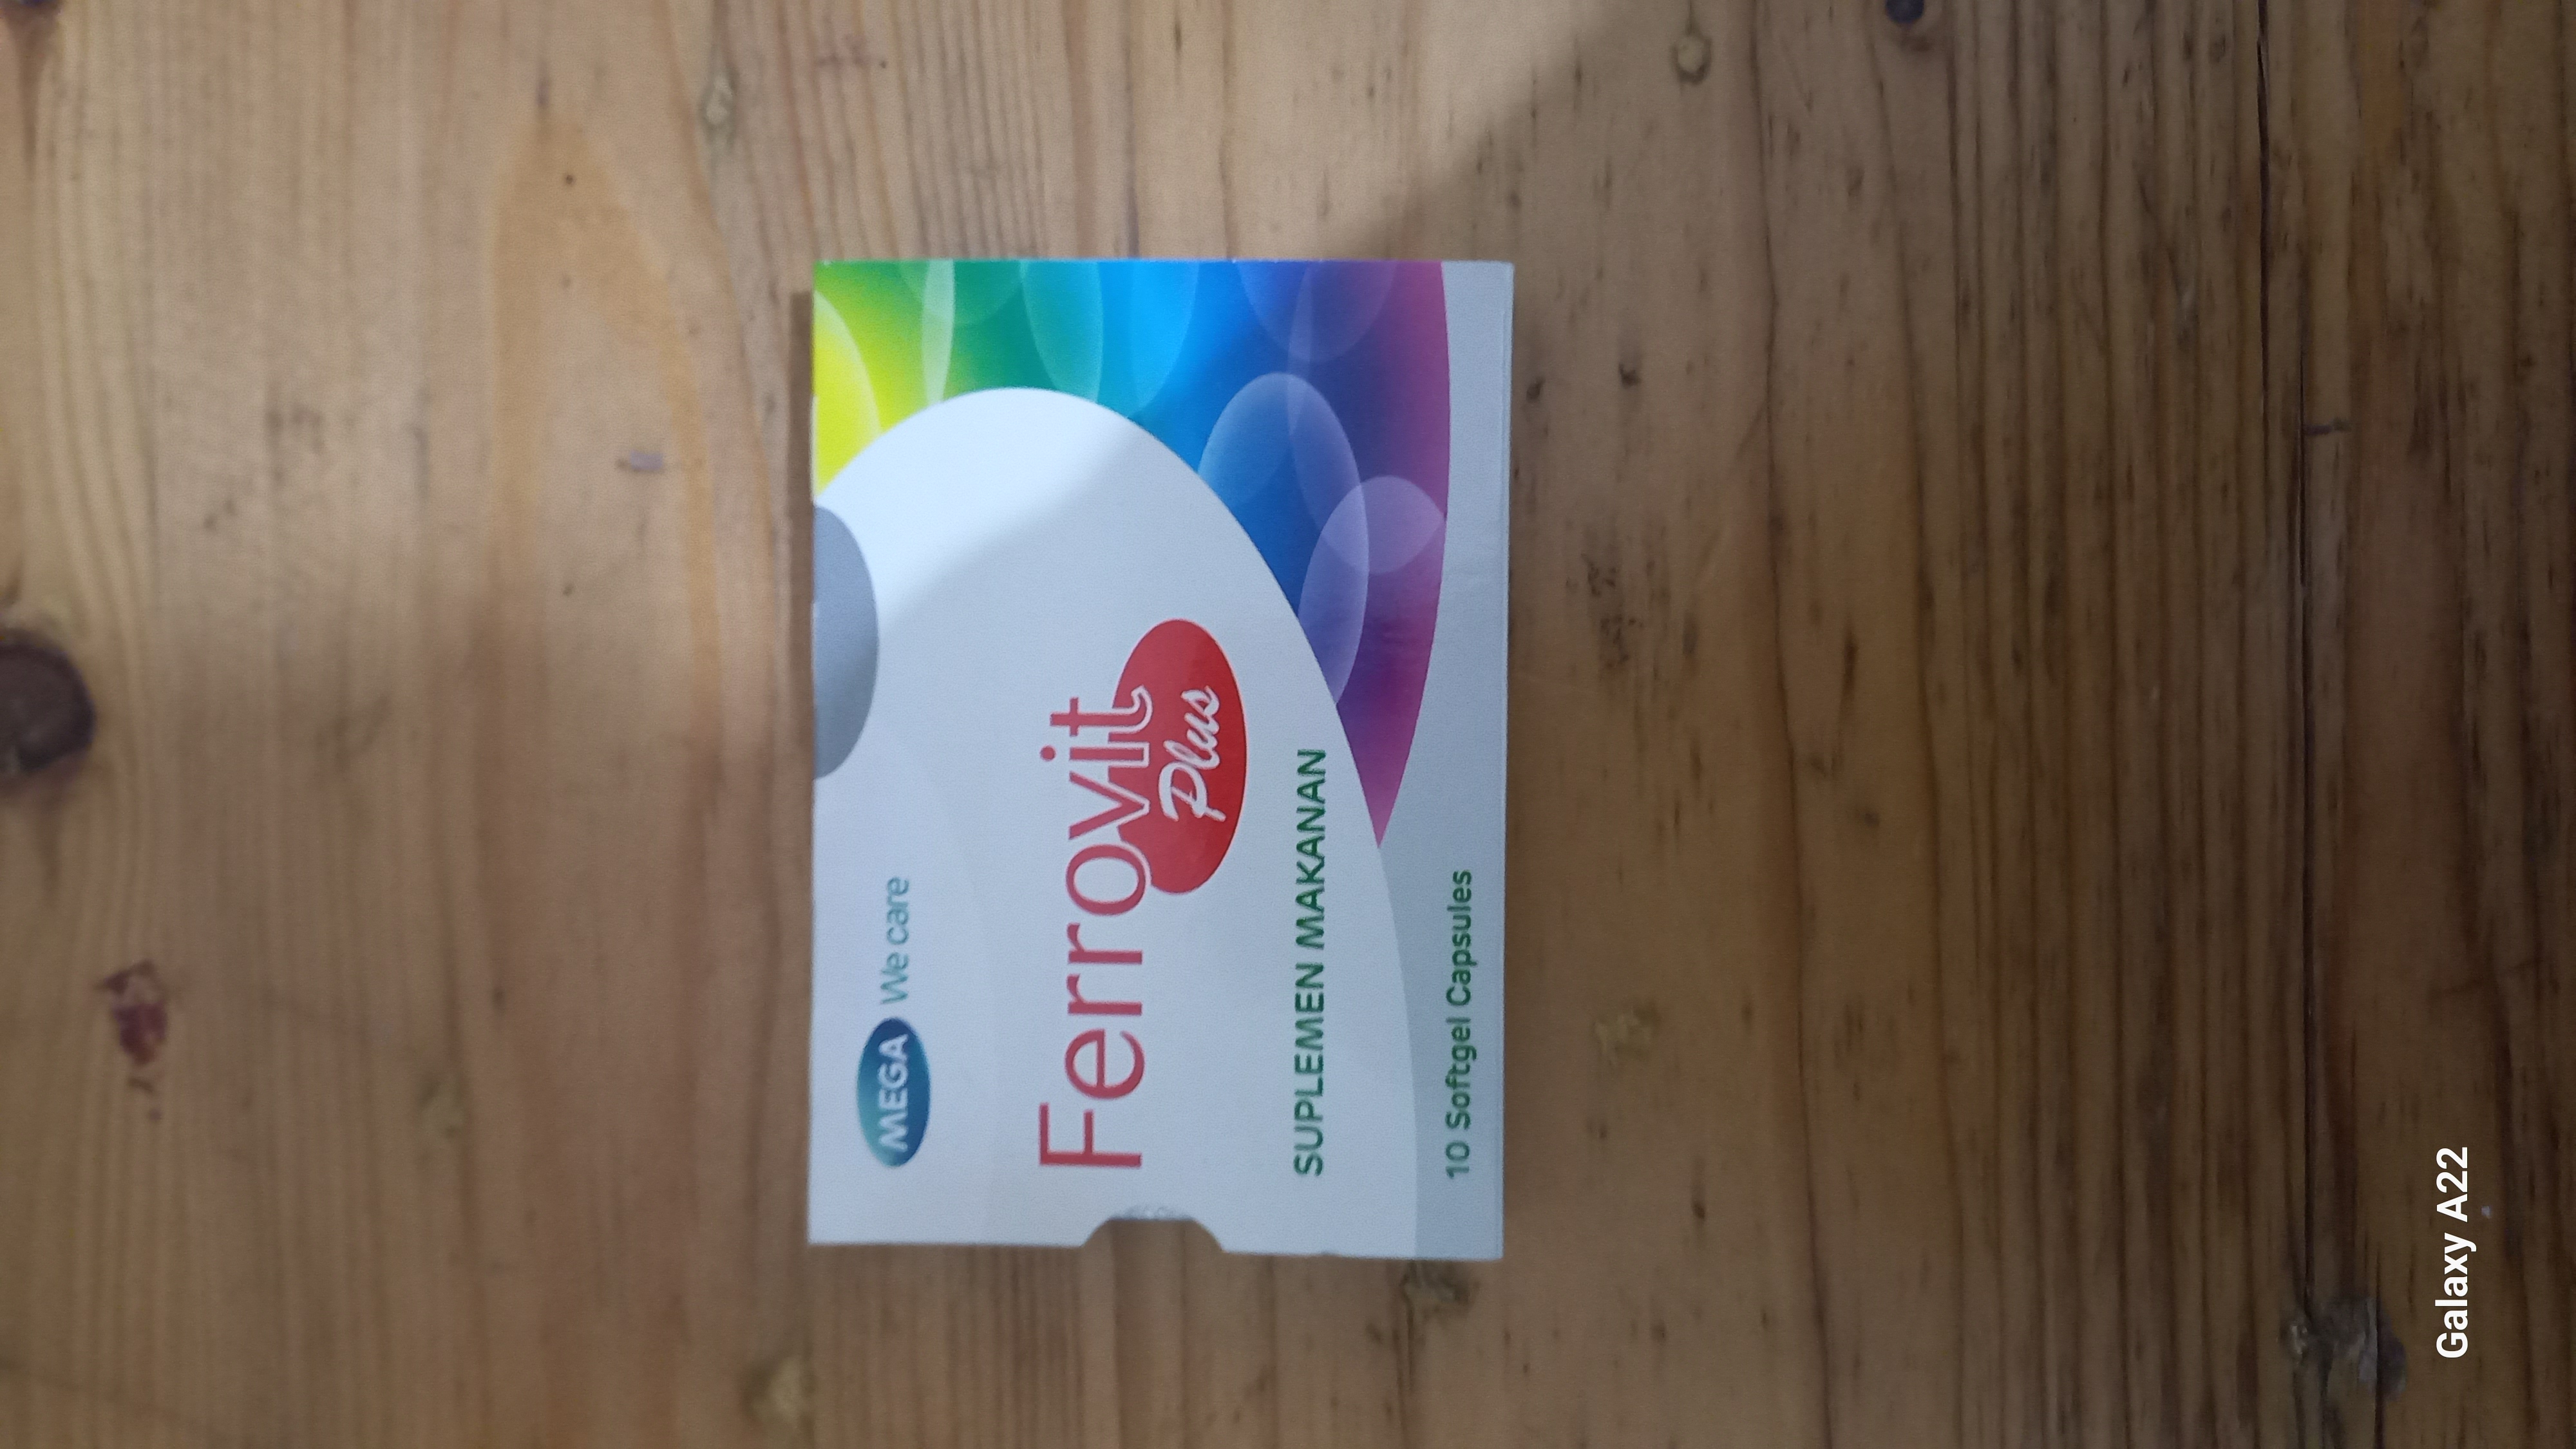 MEGA We care
Ferrovit
Plus
SUPLEMEN MAKANAN
10 Softgel Capsules
Galaxy A22